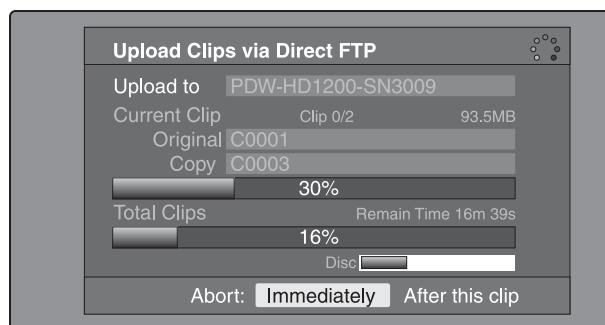 Upload Clips via Direct FTP
Upload to PDW-HD1200-SN3009
Current Clip Clip 0/2 93.5MB
Original C0001
Copy C0003
30%
Total Clips Remain Time 16m 39s
16%
Disc
Abort: Immediately After this clip